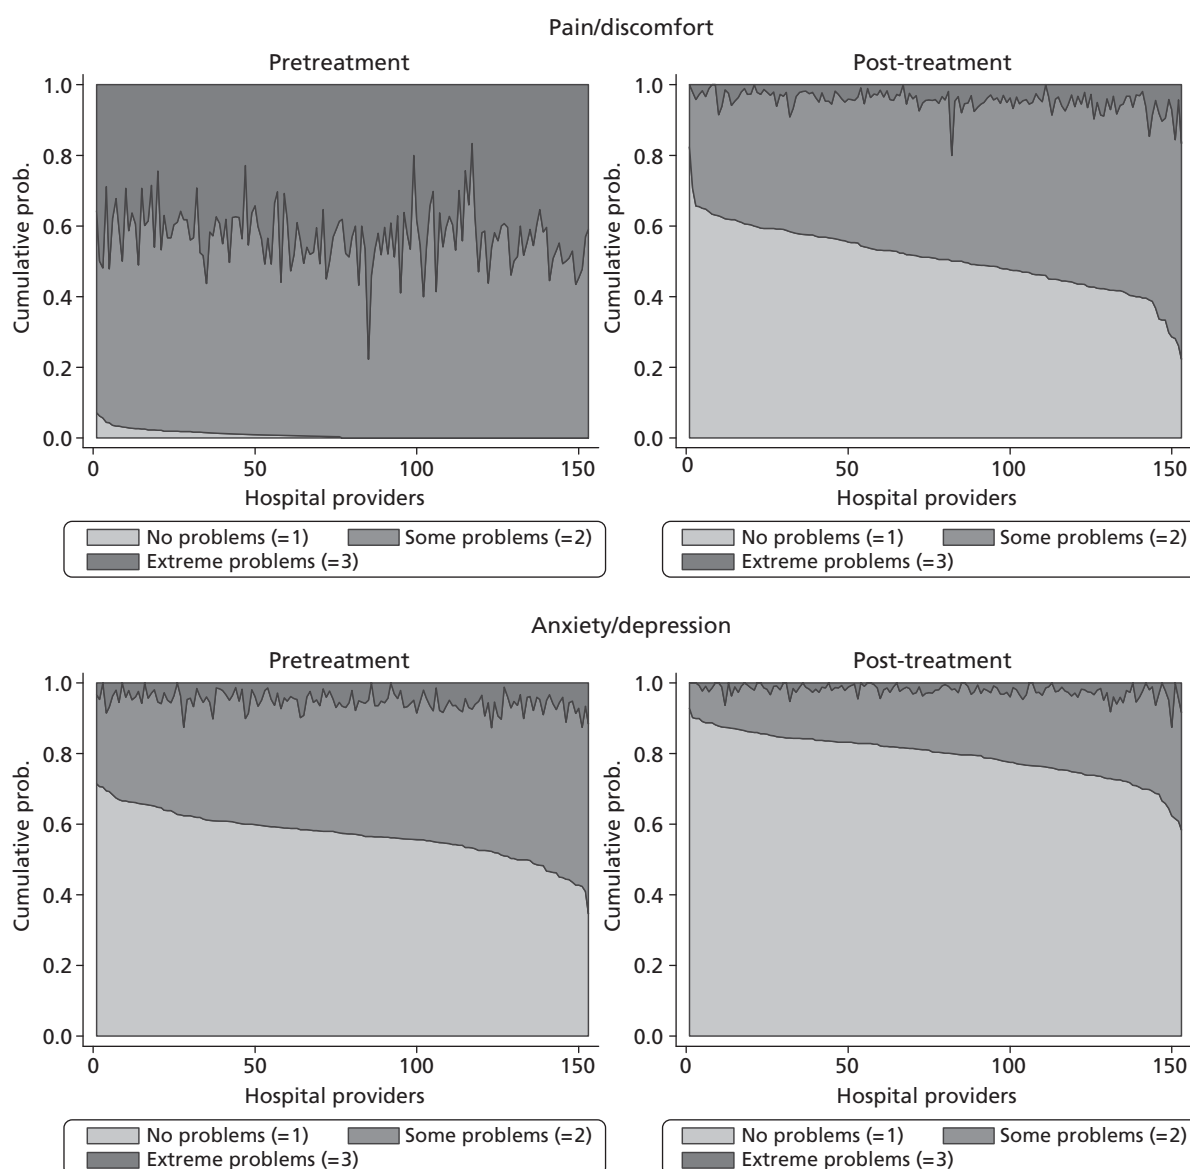 Pain/discomfort
Pretreatment
Post-treatment
1.0
0.8
0.6
0.4
0.2
0.0
Cumulative prob.
0 50 100 150
Hospital providers
1.0
0.8
0.6
0.4
0.2
0.0
Cumulative prob.
0 50 100 150
Hospital providers
No problems (=1) Some problems (=2)
Extreme problems (=3)
No problems (=1) Some problems (=2)
Extreme problems (=3)
Anxiety/depression
Pretreatment
Post-treatment
1.0
0.8
0.6
0.4
0.2
0.0
Cumulative prob.
0 50 100 150
Hospital providers
1.0
0.8
0.6
0.4
0.2
0.0
Cumulative prob.
0 50 100 150
Hospital providers
No problems (=1) Some problems (=2)
Extreme problems (=3)
No problems (=1) Some problems (=2)
Extreme problems (=3)